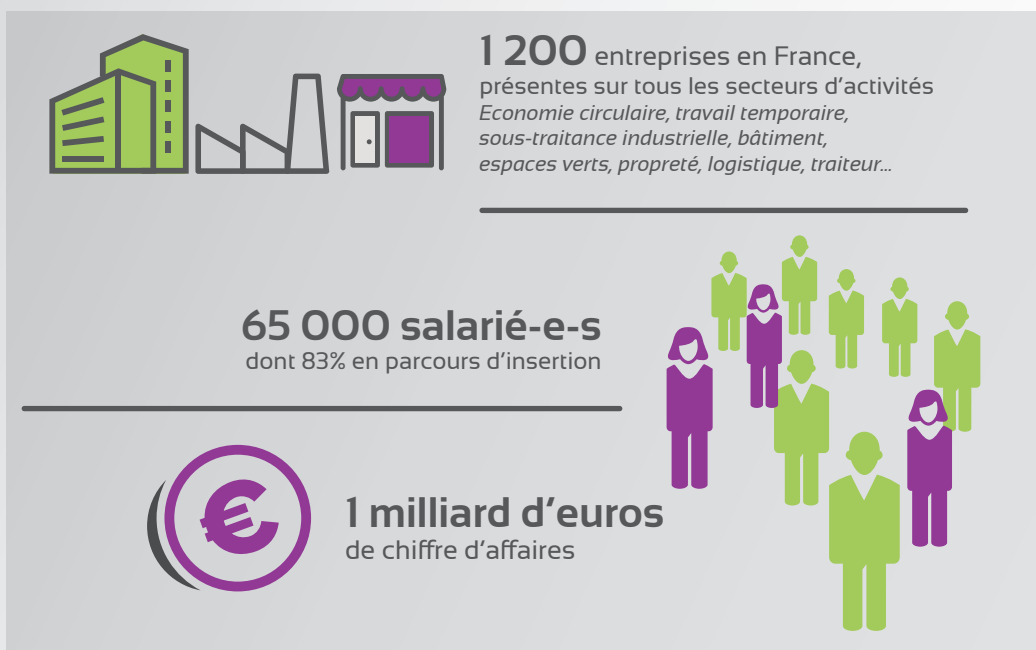 1 200 entreprises en France,
présentes sur tous les secteurs d'activités
Economie circulaire, travail temporaire,
sous-traitance industrielle, bâtiment,
espaces verts, propreté, logistique, traiteur...
65 000 salarié-e-s
dont 83% en parcours d'insertion
€
1 milliard d'euros
de chiffre d'affaires